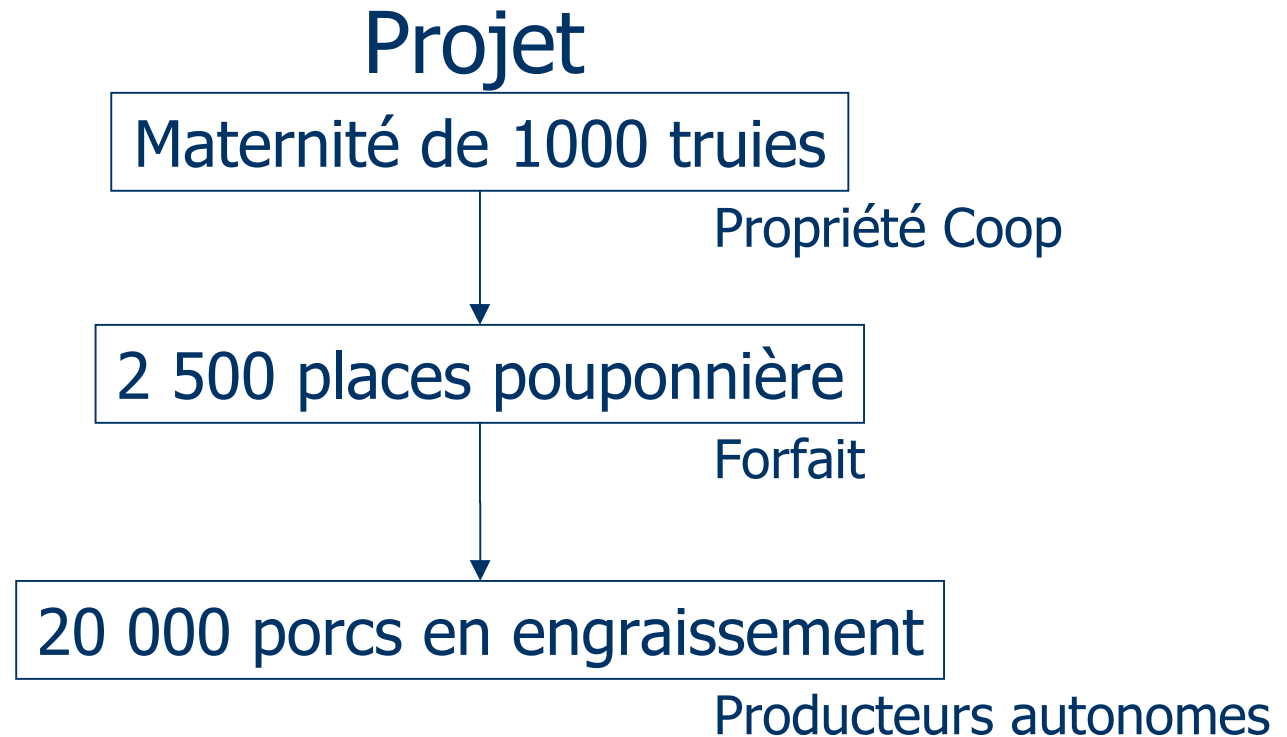 Projet
Maternité de 1000 truies
Propriété Coop
2 500 places pouponnière
Forfait
20 000 porcs en engraissement
Producteurs autonomes